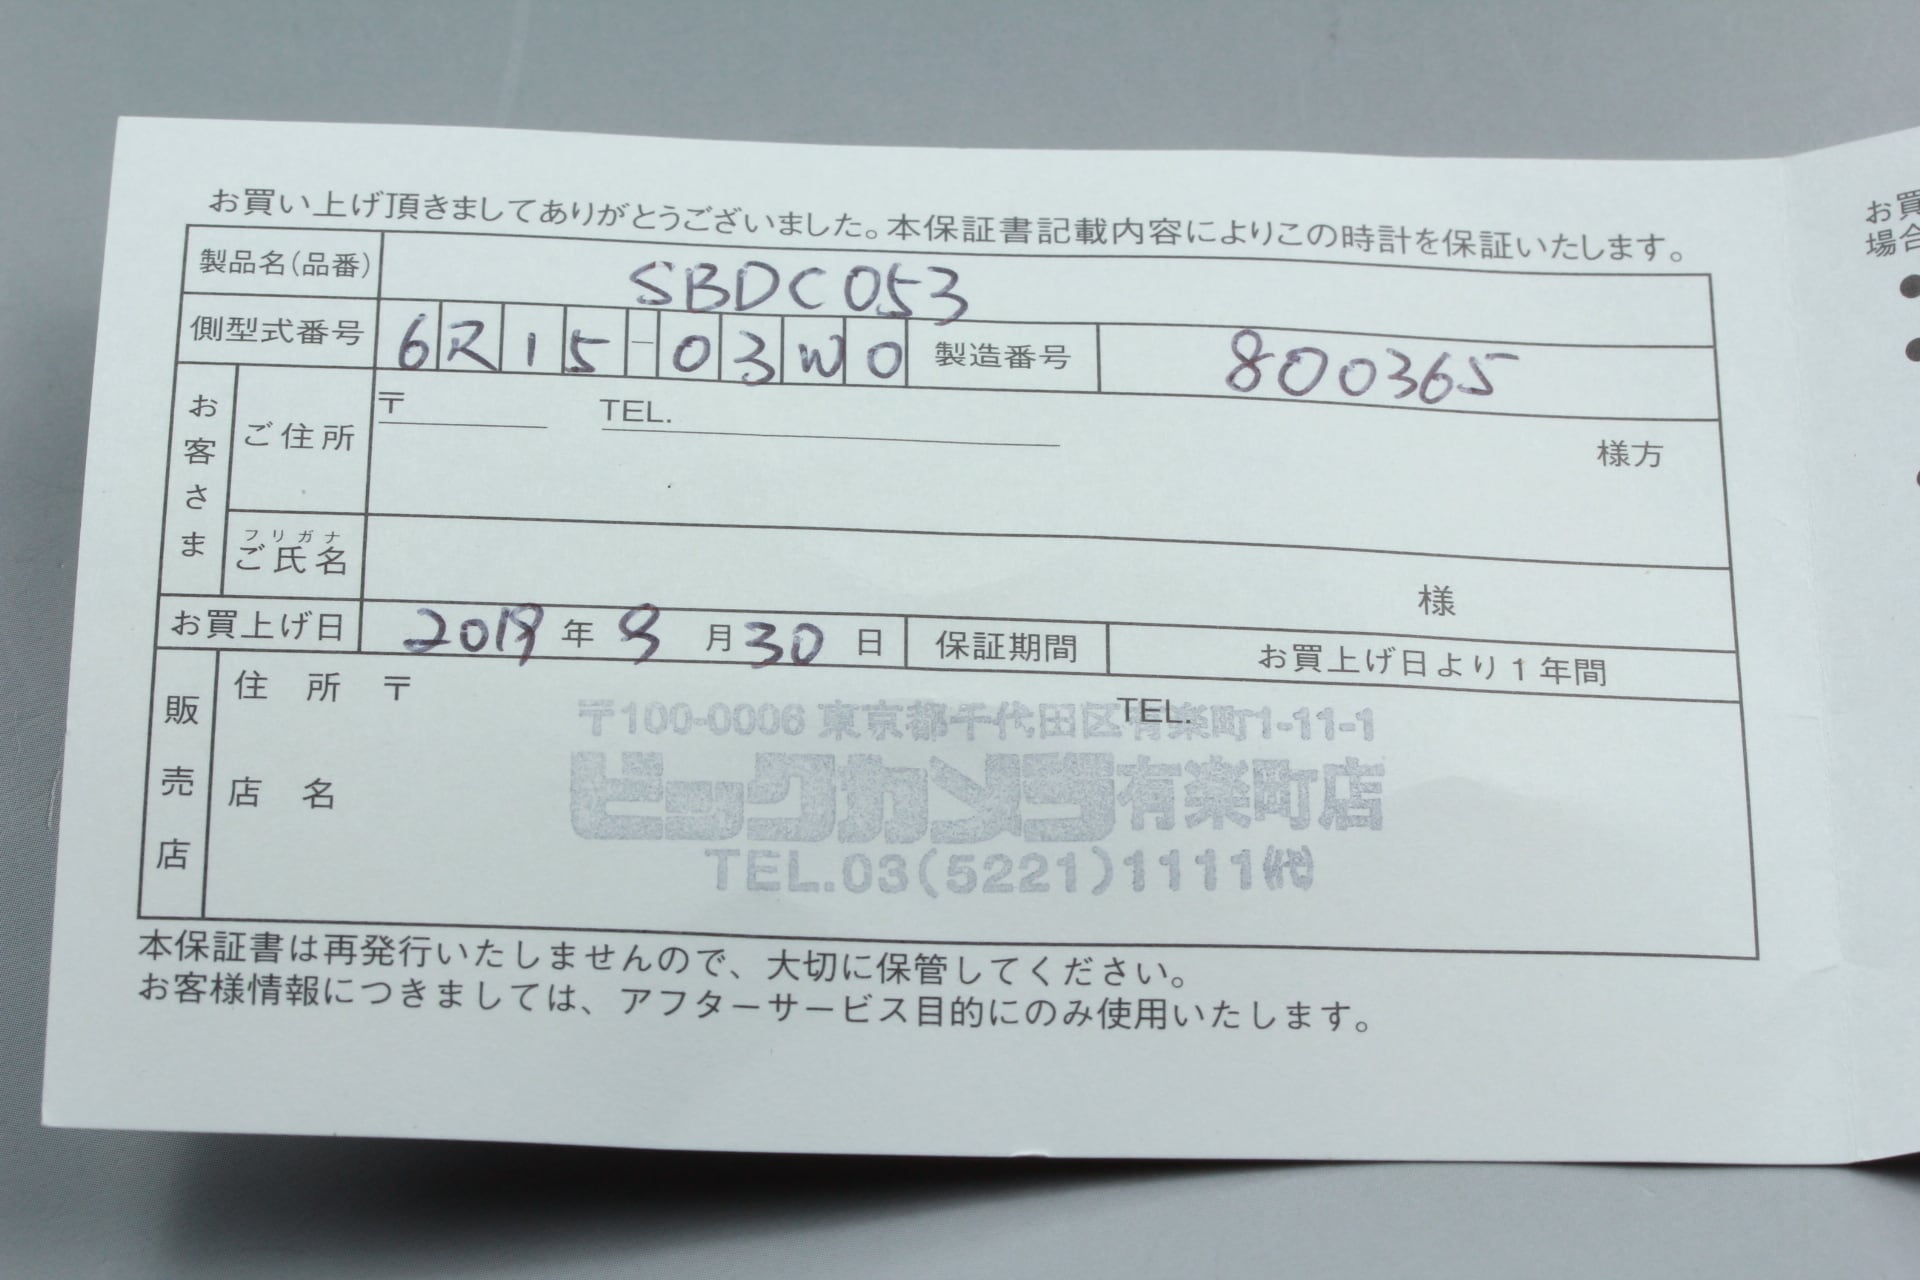 お買い上げ頂きましてありがとうございました。本保証書記載内容によりこの時計を保証いたします。
製品名(品番) SBDC053
側型式番号 6R15-03W0 製造番号 800365
お客さま
ご住所 〒 TEL.
様方
フリガナ
ご氏名 様
お買上げ日 2019年9月30日 保証期間 お買上げ日より1年間
販売店
住所 〒 TEL.
〒100-0006 東京都千代田区有楽町1-11-1
店名 ビックカメラ有楽町店
TEL.03(5221)1111㈹
本保証書は再発行いたしませんので、大切に保管してください。
お客様情報につきましては、アフターサービス目的にのみ使用いたします。
お買
場合